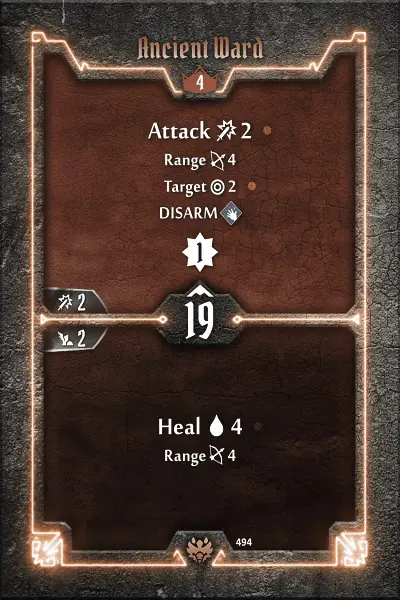 Ancient Ward
4
Attack 2
Range 4
Target 2
DISARM
1
2
19
2
Heal 4
Range 4
494